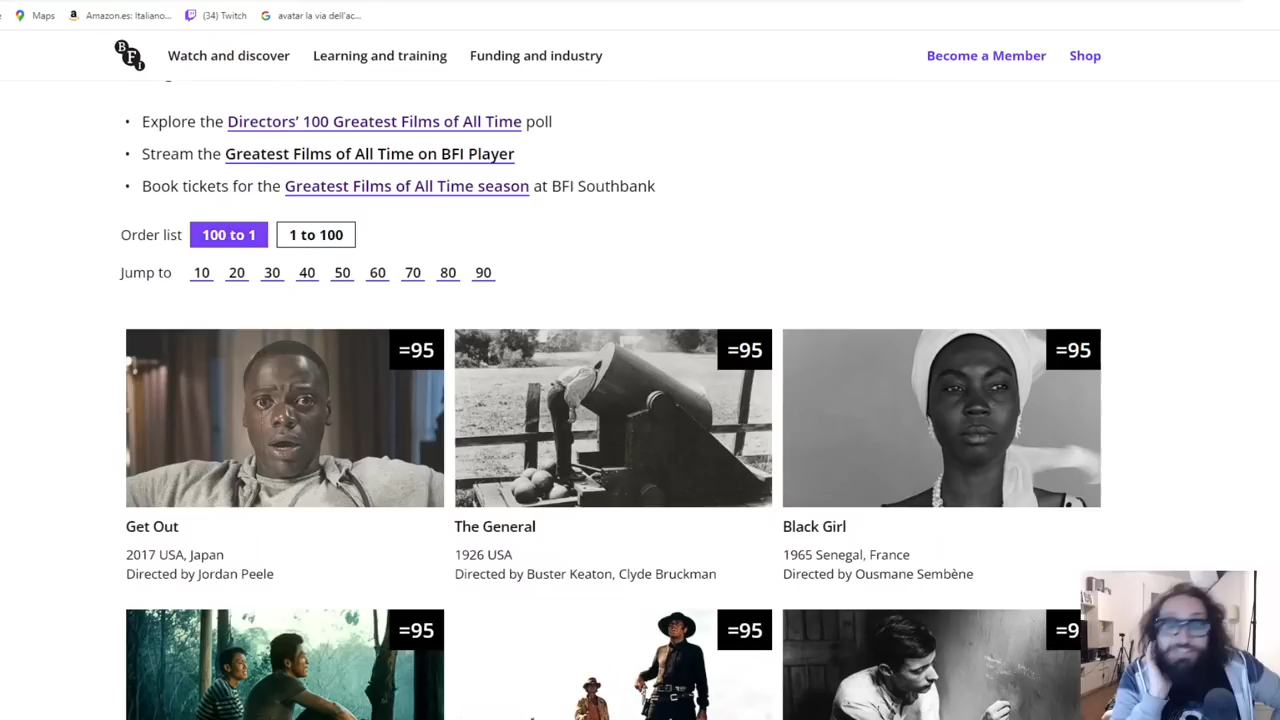 Maps Amazon.es: Italiano... (34) Twitch avatar la via dell'ac...
BFI Watch and discover Learning and training Funding and industry Become a Member Shop
• Explore the Directors' 100 Greatest Films of All Time poll
• Stream the Greatest Films of All Time on BFI Player
• Book tickets for the Greatest Films of All Time season at BFI Southbank
Order list 100 to 1 1 to 100
Jump to 10 20 30 40 50 60 70 80 90
=95 =95 =95
Get Out The General Black Girl
2017 USA, Japan 1926 USA 1965 Senegal, France
Directed by Jordan Peele Directed by Buster Keaton, Clyde Bruckman Directed by Ousmane Sembène
=95 =95 =9